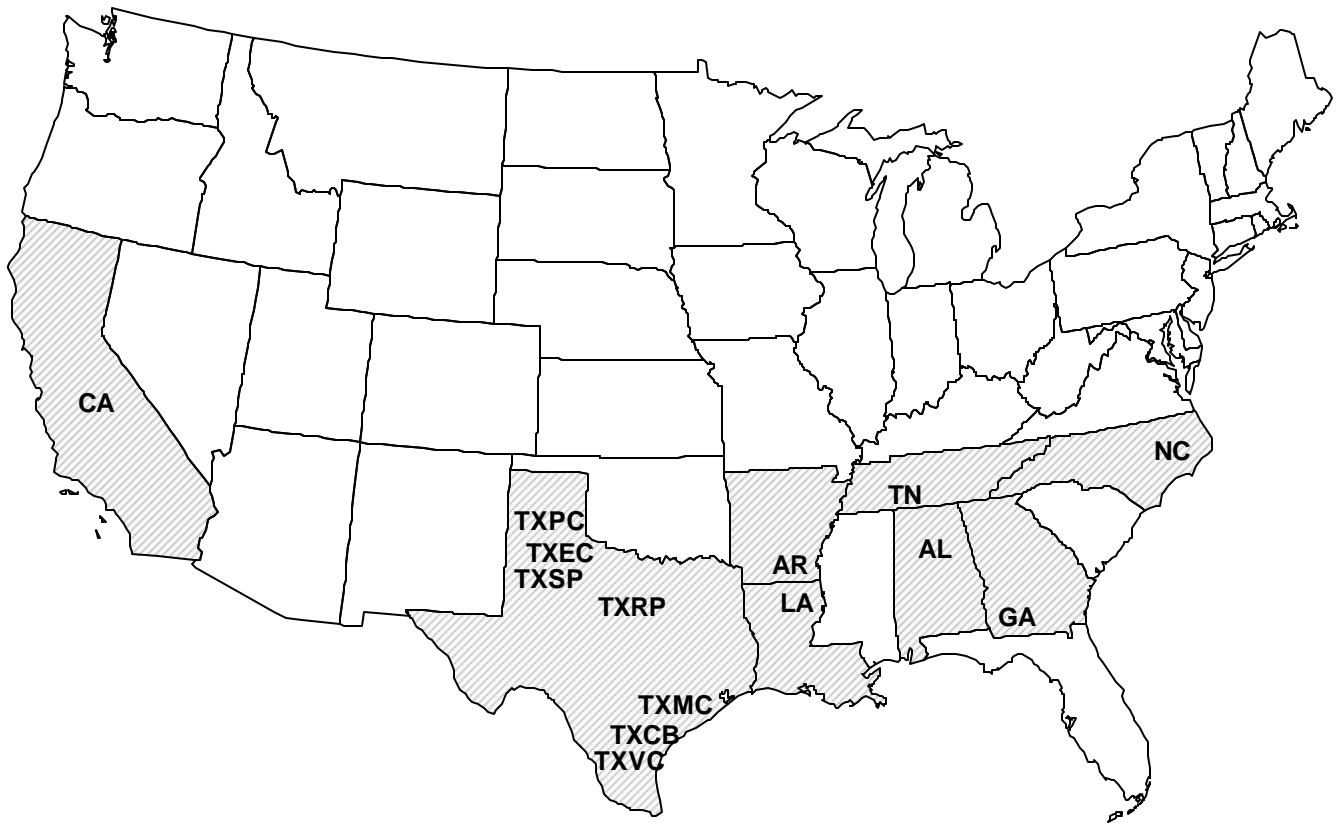 CA
NC
TN
TXPC
TXEC
AL
AR
TXSP
LA
TXRP
GA
TXMC
TXCB
TXVC